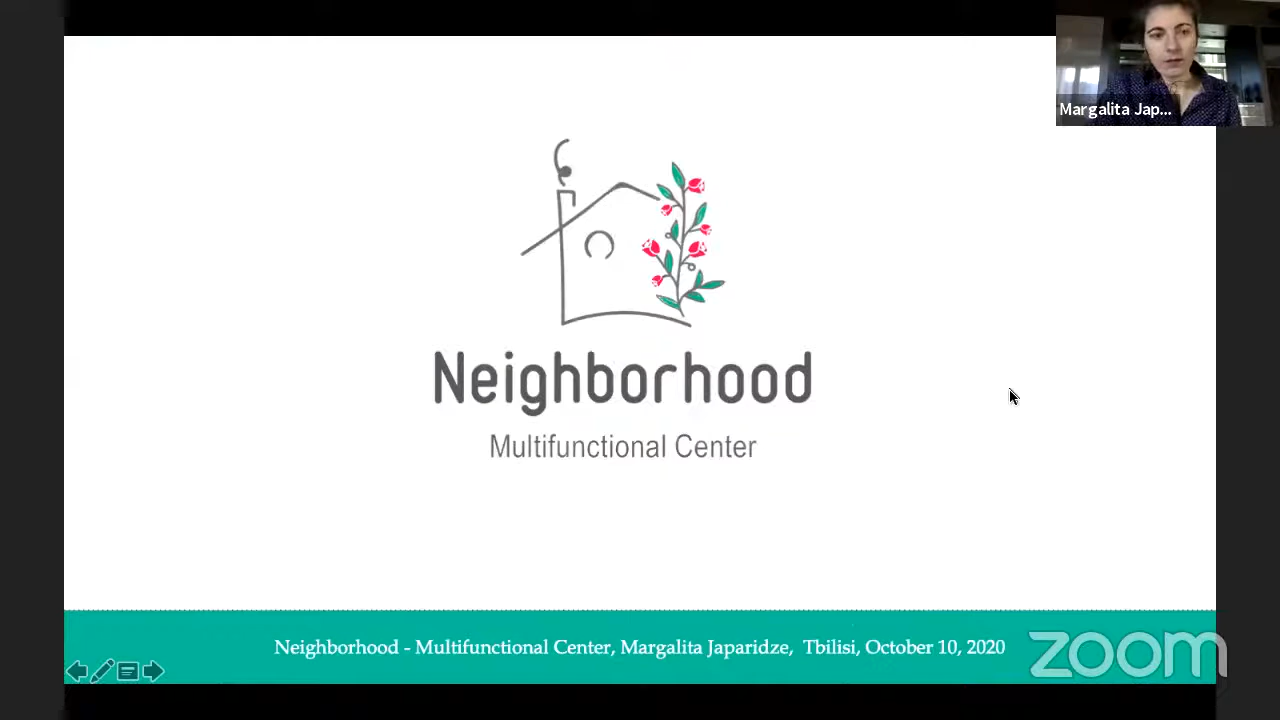 Margalita Jap...
Neighborhood
Multifunctional Center
Neighborhood - Multifunctional Center, Margalita Japaridze, Tbilisi, October 10, 2020
zoom